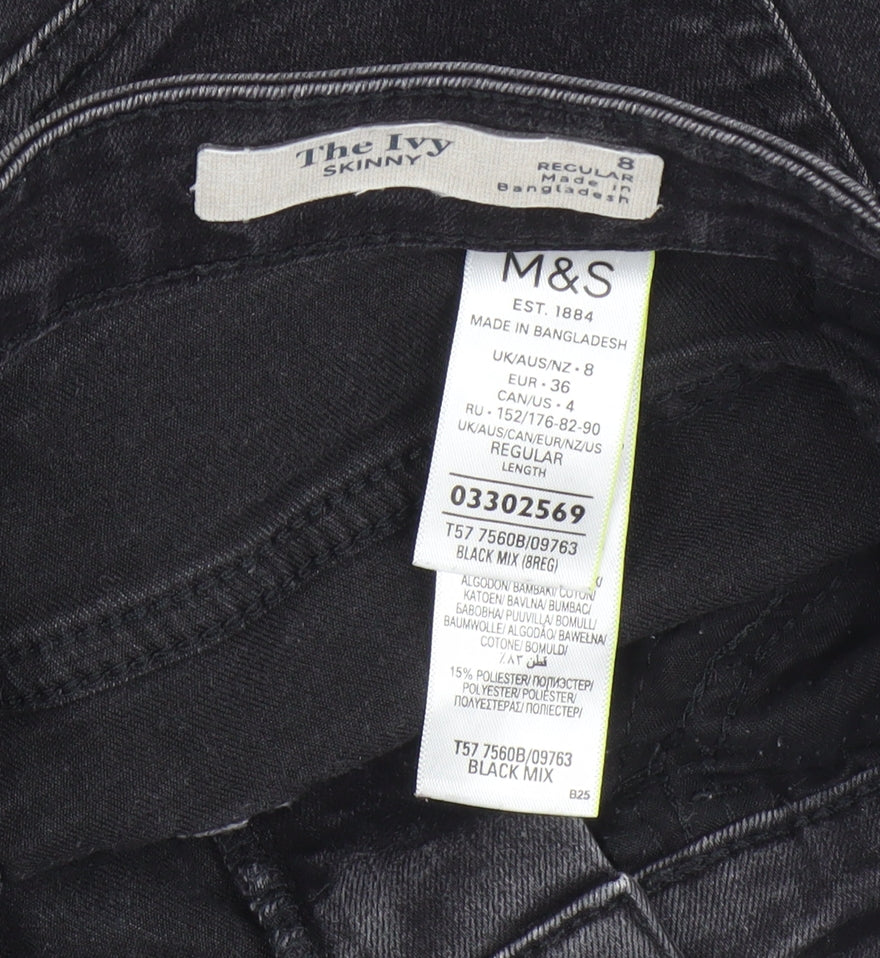 The Ivy
SKINNY
8
REGULAR
Made in
Bangladesh
M&S
EST. 1884
MADE IN BANGLADESH
UK/AUS/NZ • 8
EUR • 36
CAN/US • 4
RU • 152/176-82-90
UK/AUS/CAN/EUR/NZ/US
REGULAR
LENGTH
03302569
T57 7560B/09763
BLACK MIX (8REG)
ALGODON/ BAMBAKI/ COTON/
KATOEN/ BAVLNA/ BUMBAC/
БАВОВНА/ PUUVILLA/ BOMULL/
BAUMWOLLE/ ALGODÃO/ BAWEŁNA/
COTONE/ BOMULD/
قطن ٨٣٪
15% POLIESTER/ ПОЛИЭСТЕР/
POLYESTER/ POLIÉSTER/
ΠΟΛΥΕΣΤΕΡΑΣ/ ПОЛІЕСТЕР/
T57 7560B/09763
BLACK MIX
B25